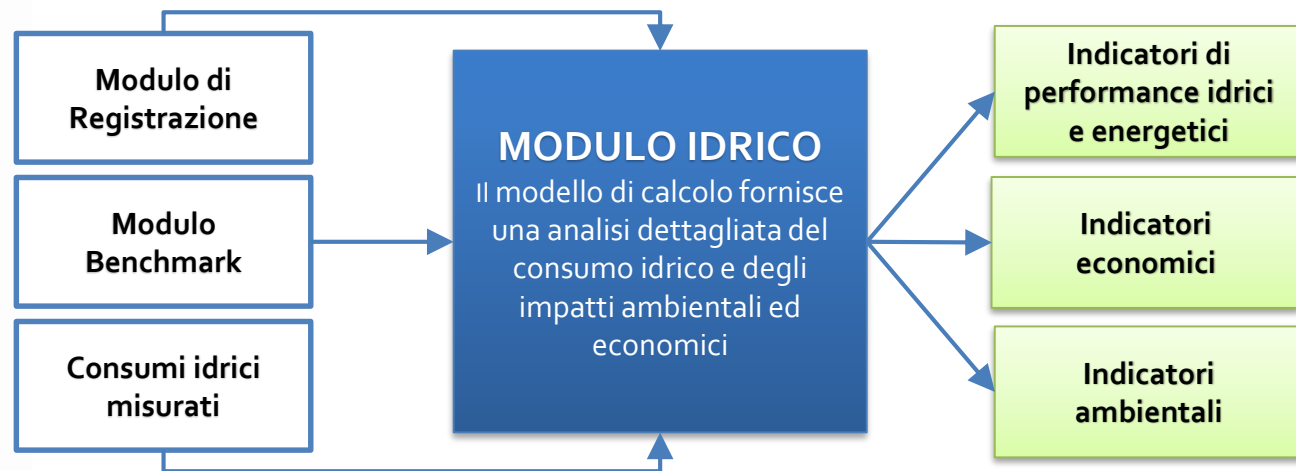 Modulo di
Registrazione
Modulo
Benchmark
Consumi idrici
misurati
MODULO IDRICO
Il modello di calcolo fornisce
una analisi dettagliata del
consumo idrico e degli
impatti ambientali ed
economici
Indicatori di
performance idrici
e energetici
Indicatori
economici
Indicatori
ambientali